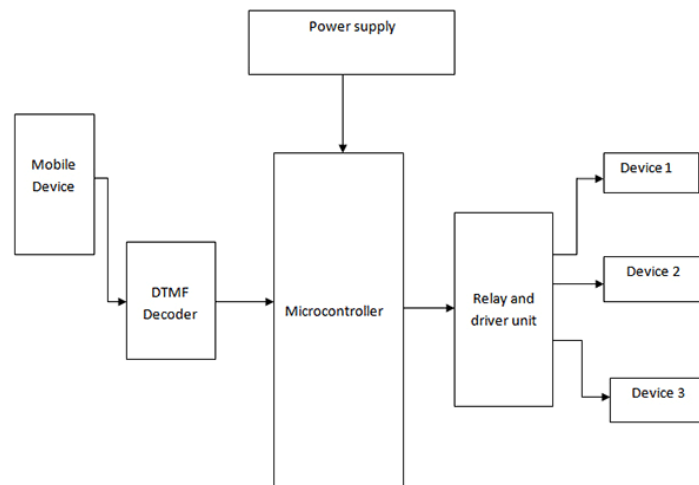 Power supply
Mobile
Device
DTMF
Decoder
Microcontroller
Relay and
driver unit
Device 1
Device 2
Device 3